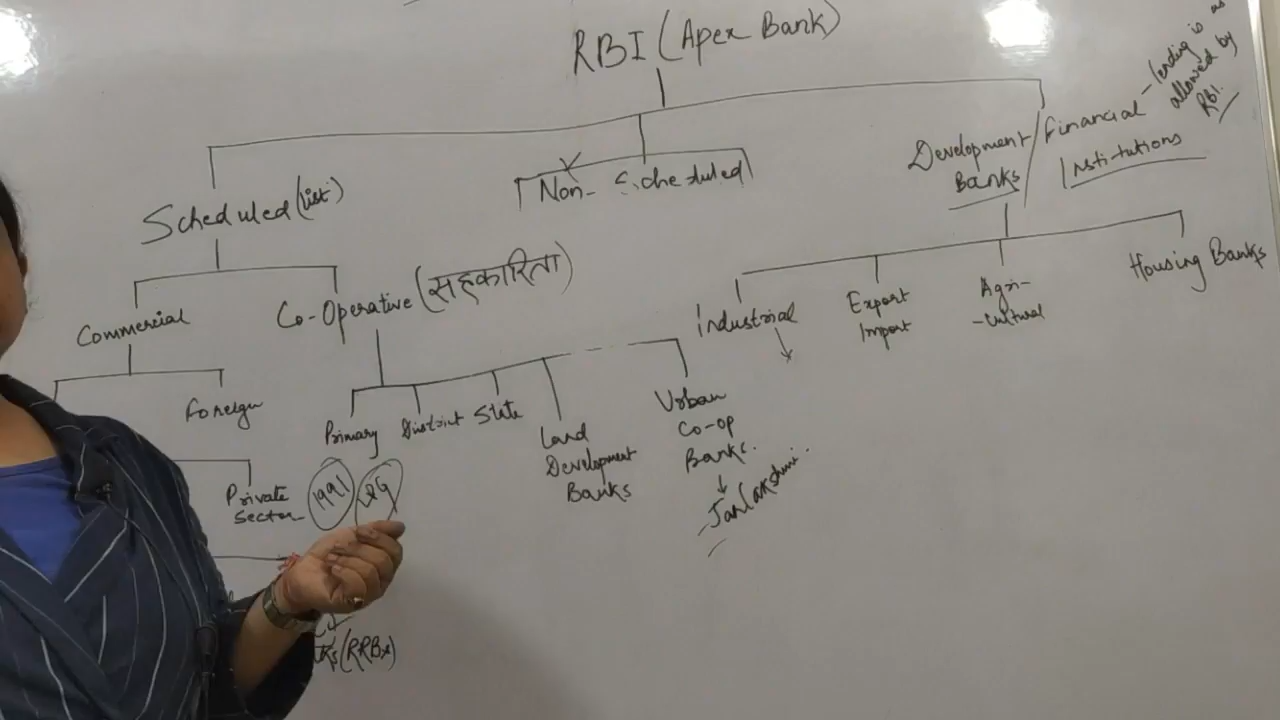 RBI (Apex Bank)
Scheduled (list)
Non-Scheduled
Development
Banks
/ Financial
Institutions
- lending is as
allowed by
RBI.
Commercial
Co-Operative (सहकारिता)
Foreign
Private
Sector
1991
LPG
(RRBs)
Primary
District
State
Land
Development
Banks
Urban
Co-op
Banks.
Janlakshmi.
Industrial
Export
Import
Agri-
-cultural
Housing Banks